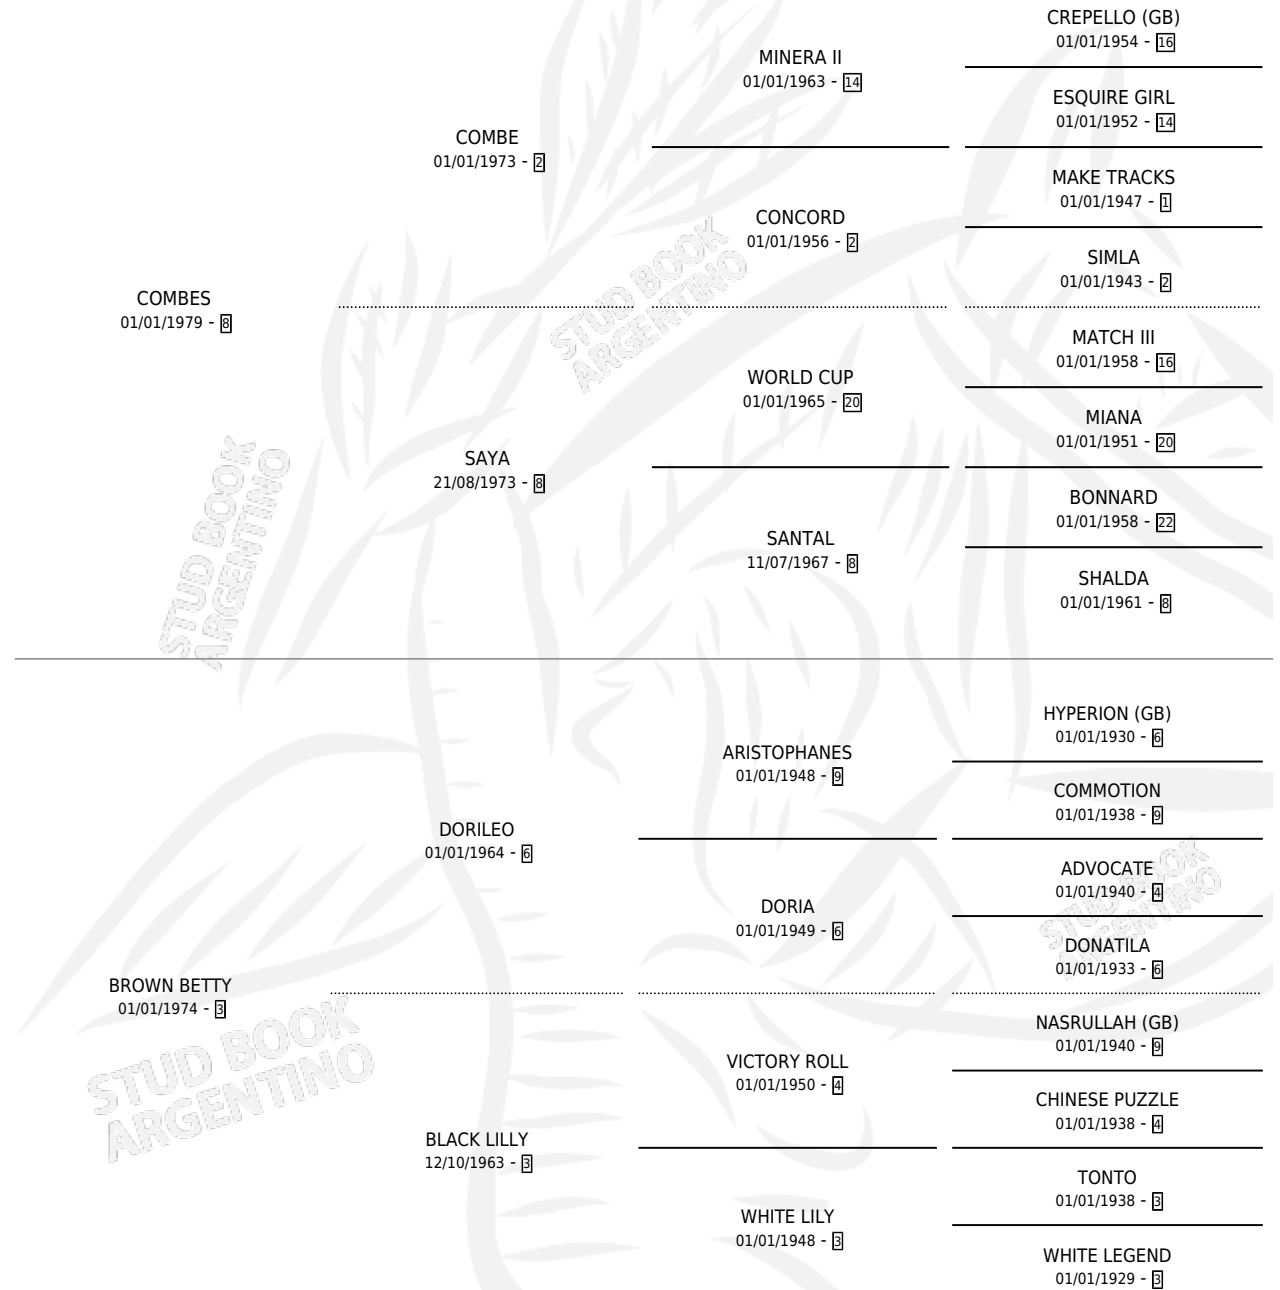 CREPELLO (GB)
01/01/1954 - 16
MINERA II
01/01/1963 - 14
ESQUIRE GIRL
01/01/1952 - 14
COMBE
01/01/1973 - 2
MAKE TRACKS
01/01/1947 - 1
CONCORD
01/01/1956 - 2
SIMLA
01/01/1943 - 2
COMBES
01/01/1979 - 8
STUD BOOK
ARGENTINO
MATCH III
01/01/1958 - 16
WORLD CUP
01/01/1965 - 20
MIANA
01/01/1951 - 20
SAYA
21/08/1973 - 8
BONNARD
01/01/1958 - 22
SANTAL
11/07/1967 - 8
SHALDA
01/01/1961 - 8
STUD BOOK
ARGENTINO
HYPERION (GB)
01/01/1930 - 6
ARISTOPHANES
01/01/1948 - 9
COMMOTION
01/01/1938 - 9
DORILEO
01/01/1964 - 6
ADVOCATE
01/01/1940 - 4
DORIA
01/01/1949 - 6
DONATILA
01/01/1933 - 6
STUD BOOK
ARGENTINO
BROWN BETTY
01/01/1974 - 3
NASRULLAH (GB)
01/01/1940 - 9
VICTORY ROLL
01/01/1950 - 4
CHINESE PUZZLE
01/01/1938 - 4
STUD BOOK
ARGENTINO
BLACK LILLY
12/10/1963 - 3
TONTO
01/01/1938 - 3
WHITE LILY
01/01/1948 - 3
WHITE LEGEND
01/01/1929 - 3